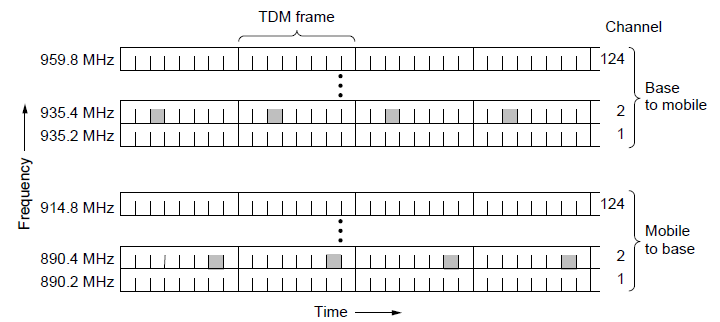 TDM frame
Channel
959.8 MHz 124
935.4 MHz 2
935.2 MHz 1
Base
to mobile
Frequency
914.8 MHz 124
890.4 MHz 2
890.2 MHz 1
Mobile
to base
Time